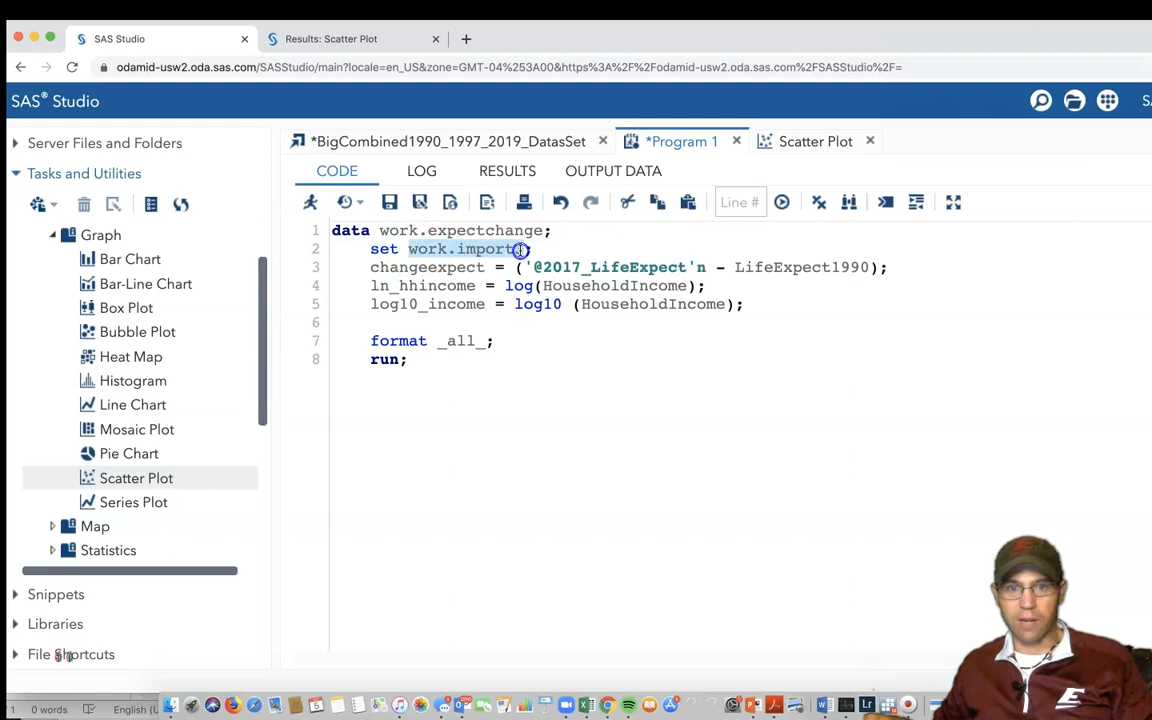 SAS Studio
Results: Scatter Plot
odamid-usw2.oda.sas.com/SASStudio/main?locale=en_US&zone=GMT-04%253A00&https%3A%2F%2Fodamid-usw2.oda.sas.com%2FSASStudio%2F=
SAS® Studio
SA
Server Files and Folders
*BigCombined1990_1997_2019_DatasSet
*Program 1
Scatter Plot
Tasks and Utilities
CODE
LOG
RESULTS
OUTPUT DATA
Line #
Graph
Bar Chart
Bar-Line Chart
Box Plot
Bubble Plot
Heat Map
Histogram
Line Chart
Mosaic Plot
Pie Chart
Scatter Plot
Series Plot
Map
Statistics
Snippets
Libraries
File Shortcuts
1 data work.expectchange;
2 set work.import;
3 changeexpect = ('@2017_LifeExpect'n - LifeExpect1990);
4 ln_hhincome = log(HouseholdIncome);
5 log10_income = log10 (HouseholdIncome);
6
7 format _all_;
8 run;
1
0 words
English (U
E